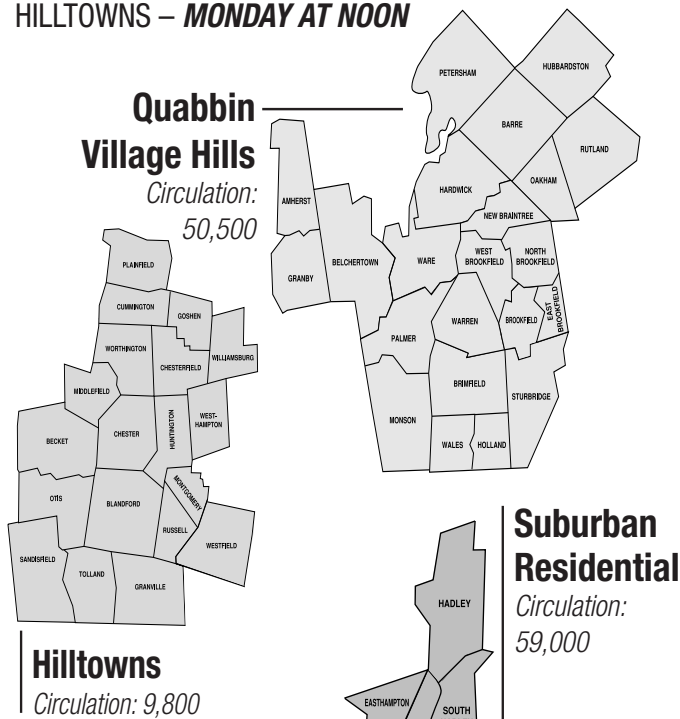 HILLTOWNS – MONDAY AT NOON
Quabbin
Village Hills
Circulation:
50,500
PETERSHAM
HUBBARDSTON
BARRE
RUTLAND
HARDWICK
OAKHAM
NEW BRAINTREE
AMHERST
GRANBY
BELCHERTOWN
WARE
WEST
BROOKFIELD
NORTH
BROOKFIELD
PALMER
WARREN
BROOKFIELD
EAST
BROOKFIELD
MONSON
BRIMFIELD
STURBRIDGE
WALES
HOLLAND
PLAINFIELD
CUMMINGTON
GOSHEN
WORTHINGTON
CHESTERFIELD
WILLIAMSBURG
MIDDLEFIELD
BECKET
CHESTER
HUNTINGTON
WEST-
HAMPTON
OTIS
BLANDFORD
MONTGOMERY
RUSSELL
WESTFIELD
SANDISFIELD
TOLLAND
GRANVILLE
Hilltowns
Circulation: 9,800
Suburban
Residential
Circulation:
59,000
HADLEY
EASTHAMPTON
SOUTH